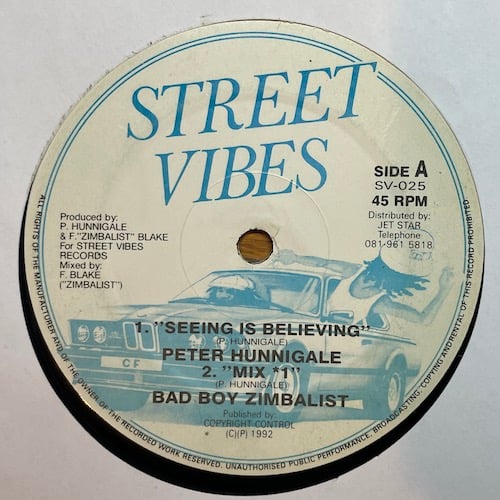 STREET
VIBES
SIDE A
SV-025
45 RPM
Distributed by:
JET STAR
Telephone
081-961 5818
Produced by:
P. HUNNIGALE
& F."ZIMBALIST" BLAKE
For STREET VIBES
RECORDS
Mixed by:
F. BLAKE
("ZIMBALIST")
CF
1. "SEEING IS BELIEVING"
(P. HUNNIGALE)
PETER HUNNIGALE
2. "MIX *1"
(P. HUNNIGALE)
BAD BOY ZIMBALIST
Published by:
COPYRIGHT CONTROL
(C)(P) 1992
ALL RIGHTS OF THE MANUFACTURER AND OF THE OWNER OF THE RECORDED WORK RESERVED. UNAUTHORISED PUBLIC PERFORMANCE, BROADCASTING, COPYING AND RENTAL OF THIS RECORD PROHIBITED